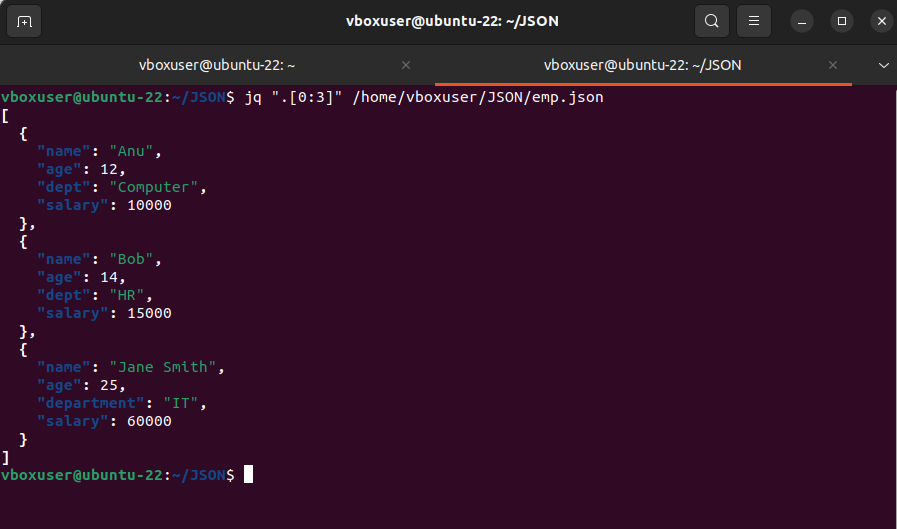 vboxuser@ubuntu-22: ~/JSON
vboxuser@ubuntu-22: ~
vboxuser@ubuntu-22: ~/JSON
vboxuser@ubuntu-22:~/JSON$ jq ".[0:3]" /home/vboxuser/JSON/emp.json
[
  {
    "name": "Anu",
    "age": 12,
    "dept": "Computer",
    "salary": 10000
  },
  {
    "name": "Bob",
    "age": 14,
    "dept": "HR",
    "salary": 15000
  },
  {
    "name": "Jane Smith",
    "age": 25,
    "department": "IT",
    "salary": 60000
  }
]
vboxuser@ubuntu-22:~/JSON$